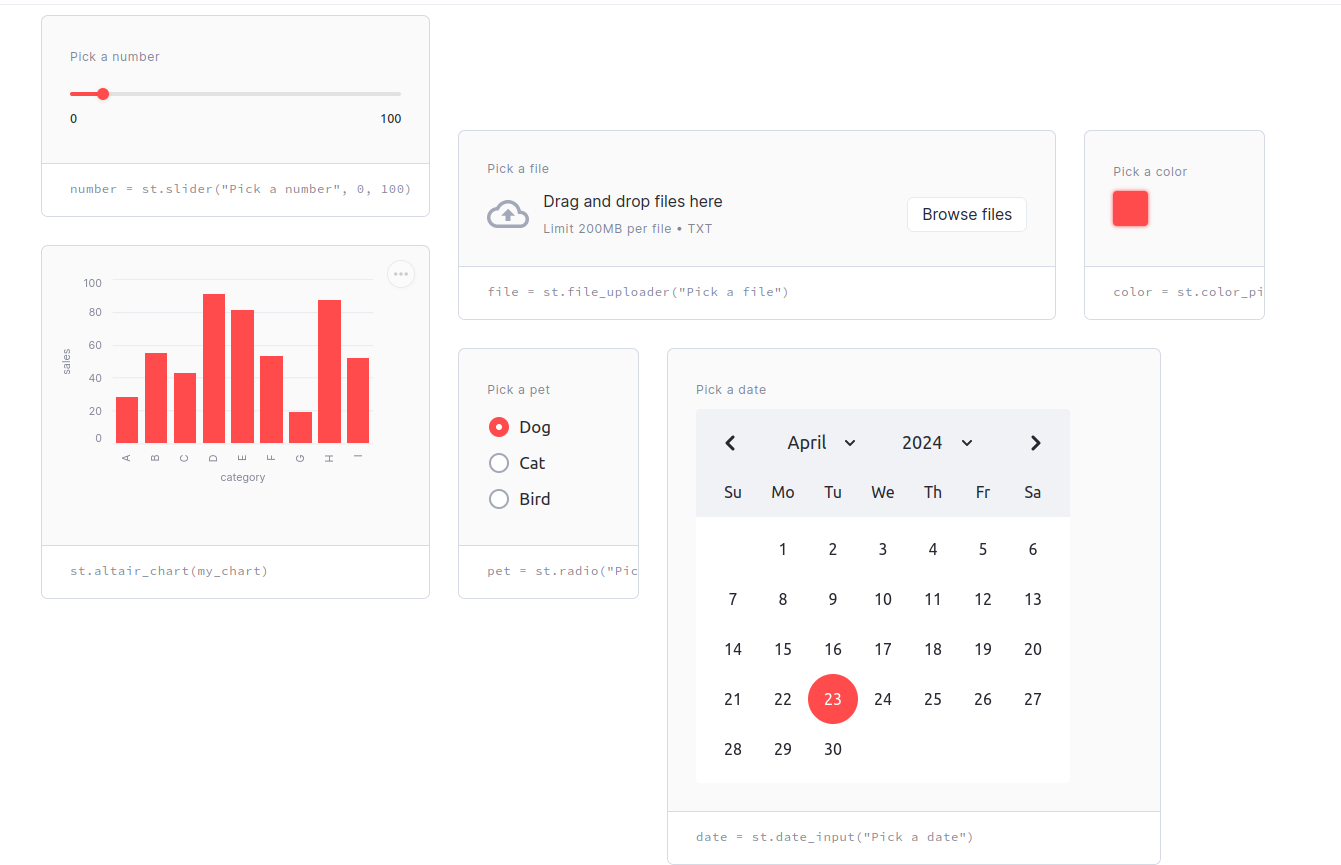 Pick a number
0 100
number = st.slider("Pick a number", 0, 100)
100
80
60
40
20
0
sales
A B C D E F G H I
category
st.altair_chart(my_chart)
Pick a file
Drag and drop files here
Limit 200MB per file • TXT
Browse files
file = st.file_uploader("Pick a file")
Pick a color
color = st.color_pi
Pick a pet
Dog
Cat
Bird
pet = st.radio("Pic
Pick a date
April 2024
Su Mo Tu We Th Fr Sa
1 2 3 4 5 6
7 8 9 10 11 12 13
14 15 16 17 18 19 20
21 22 23 24 25 26 27
28 29 30
date = st.date_input("Pick a date")